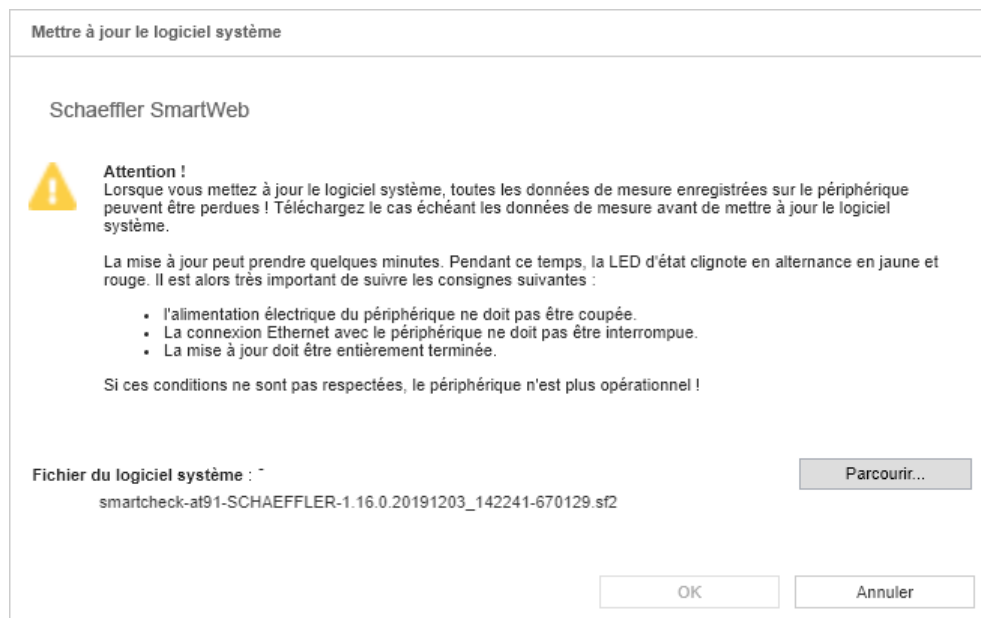 Mettre à jour le logiciel système
Schaeffler SmartWeb
Attention !
Lorsque vous mettez à jour le logiciel système, toutes les données de mesure enregistrées sur le périphérique
peuvent être perdues ! Téléchargez le cas échéant les données de mesure avant de mettre à jour le logiciel
système.
La mise à jour peut prendre quelques minutes. Pendant ce temps, la LED d'état clignote en alternance en jaune et
rouge. Il est alors très important de suivre les consignes suivantes :
• l'alimentation électrique du périphérique ne doit pas être coupée.
• La connexion Ethernet avec le périphérique ne doit pas être interrompue.
• La mise à jour doit être entièrement terminée.
Si ces conditions ne sont pas respectées, le périphérique n'est plus opérationnel !
Fichier du logiciel système : -
Parcourir...
smartcheck-at91-SCHAEFFLER-1.16.0.20191203_142241-670129.sf2
OK
Annuler